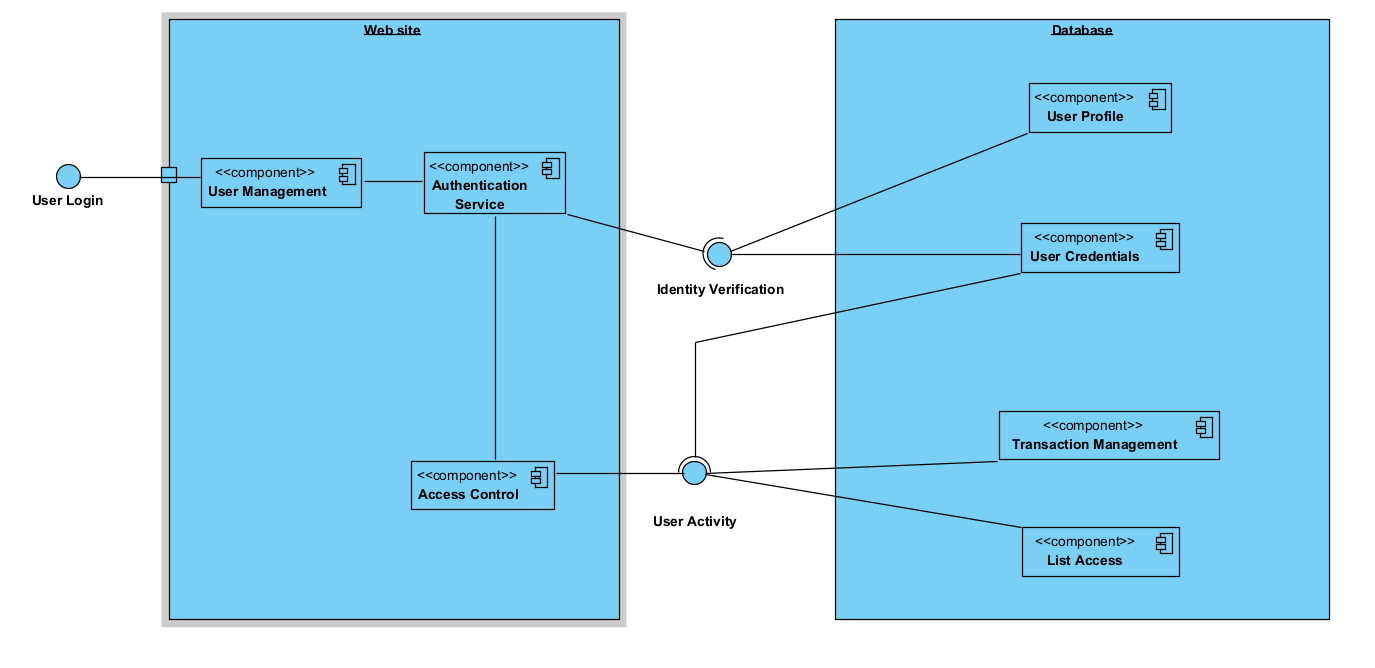 Web site
Database
<<component>>
User Profile
<<component>>
User Management
<<component>>
Authentication
Service
User Login
<<component>>
User Credentials
Identity Verification
<<component>>
Transaction Management
<<component>>
Access Control
User Activity
<<component>>
List Access